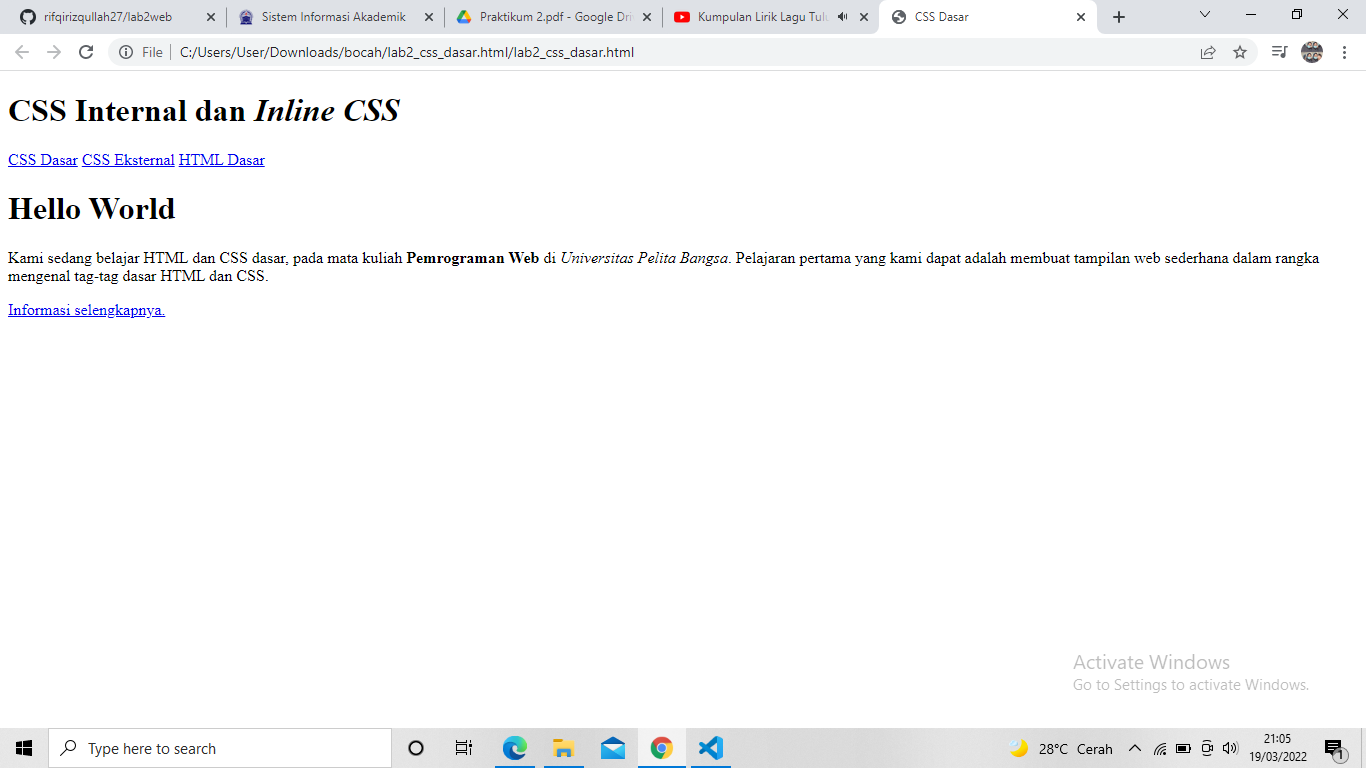 rifqirizqullah27/lab2web
Sistem Informasi Akademik
Praktikum 2.pdf - Google Dri
Kumpulan Lirik Lagu Tulu
CSS Dasar
File
C:/Users/User/Downloads/bocah/lab2_css_dasar.html/lab2_css_dasar.html
CSS Internal dan Inline CSS
CSS Dasar CSS Eksternal HTML Dasar
Hello World
Kami sedang belajar HTML dan CSS dasar, pada mata kuliah Pemrograman Web di Universitas Pelita Bangsa. Pelajaran pertama yang kami dapat adalah membuat tampilan web sederhana dalam rangka
mengenal tag-tag dasar HTML dan CSS.
Informasi selengkapnya.
Activate Windows
Go to Settings to activate Windows.
Type here to search
28°C Cerah
21:05
19/03/2022
1